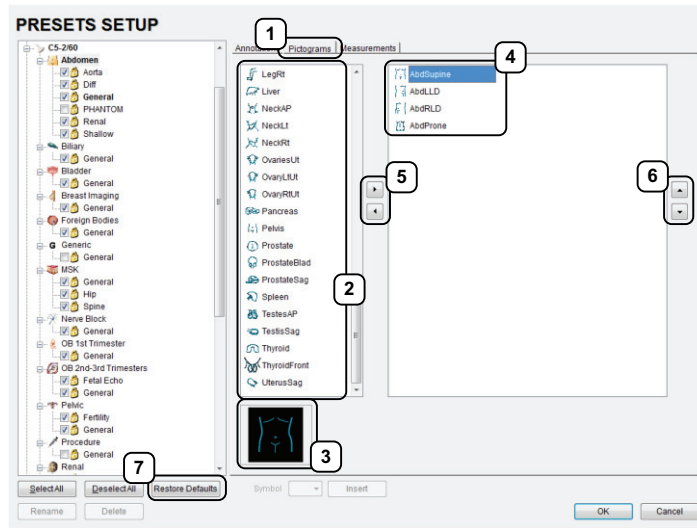 PRESETS SETUP
C5-2/60
Abdomen
Aorta
Diff
General
PHANTOM
Renal
Shallow
Biliary
General
Bladder
General
Breast Imaging
General
Foreign Bodies
General
G Generic
General
MSK
General
Hip
Spine
Nerve Block
General
OB 1st Trimester
General
OB 2nd-3rd Trimesters
Fetal Echo
General
Pelvic
Fertility
General
Procedure
General
Renal
7
Select All Deselect All Restore Defaults
Rename Delete
1
Pictograms Measurements
LegRt
Liver
NeckAP
NeckLt
NeckRt
OvariesUt
OvaryLtUt
OvaryRtUt
Pancreas
Pelvis
Prostate
ProstateBlad
ProstateSag
Spleen
TestesAP
TestisSag
Thyroid
ThyroidFront
UterusSag
2
3
Symbol Insert
4
AbdSupine
AbdLLD
AbdRLD
AbdProne
5
6
OK Cancel